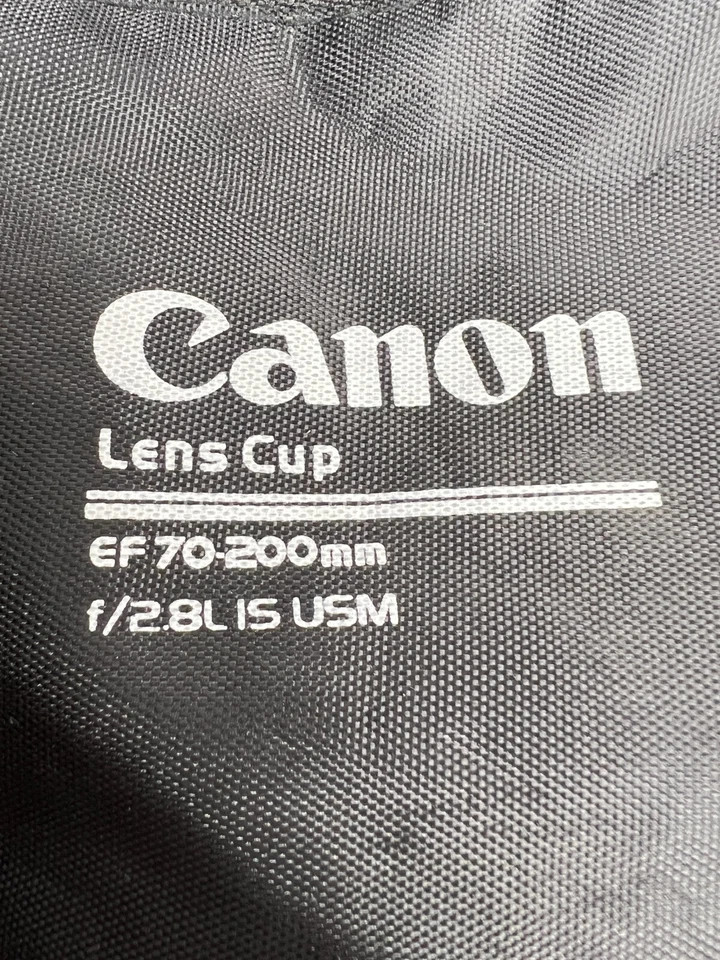 Canon
Lens Cup
EF 70-200mm
f/2.8L IS USM